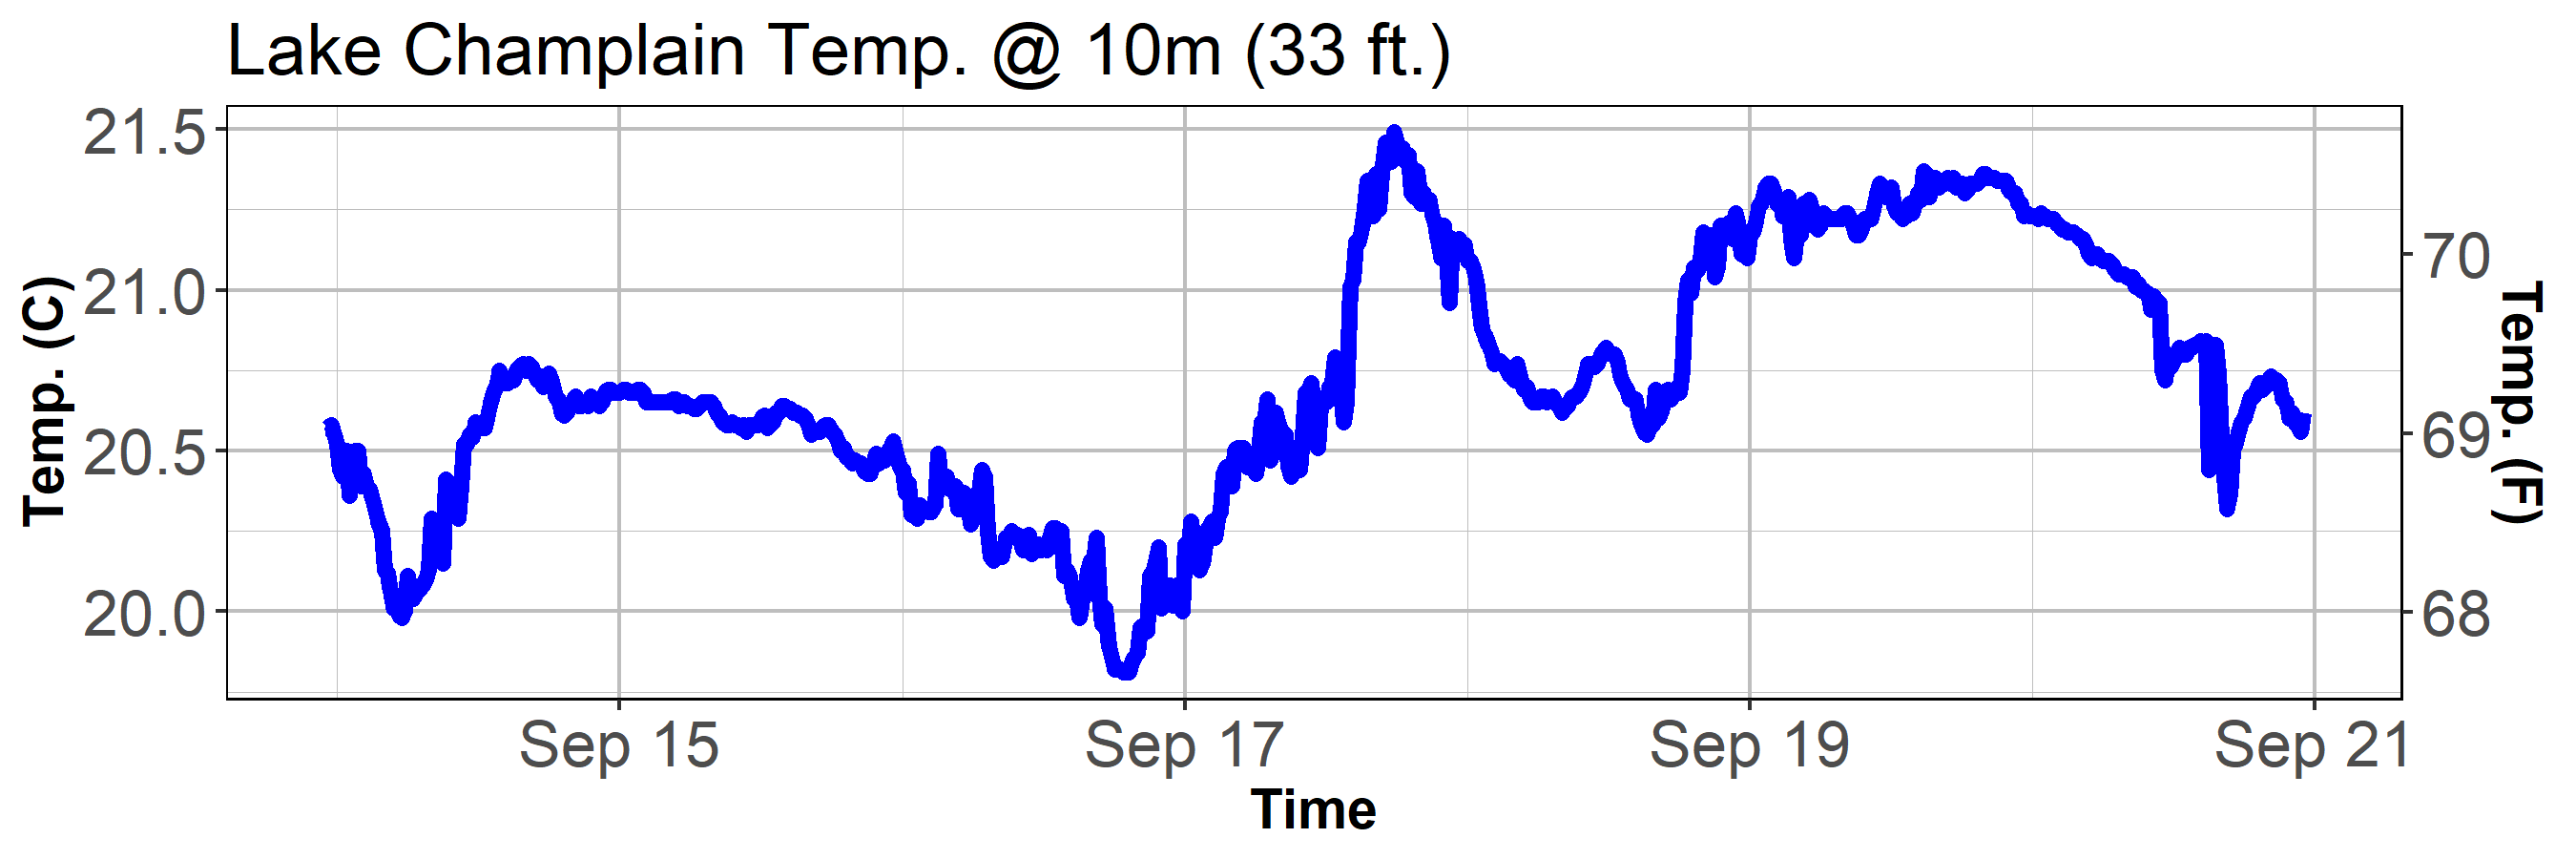 Lake Champlain Temp. @ 10m (33 ft.)
Temp. (C)
21.5
21.0
20.5
20.0
70
69
68
Temp. (F)
Sep 15
Sep 17
Sep 19
Sep 21
Time